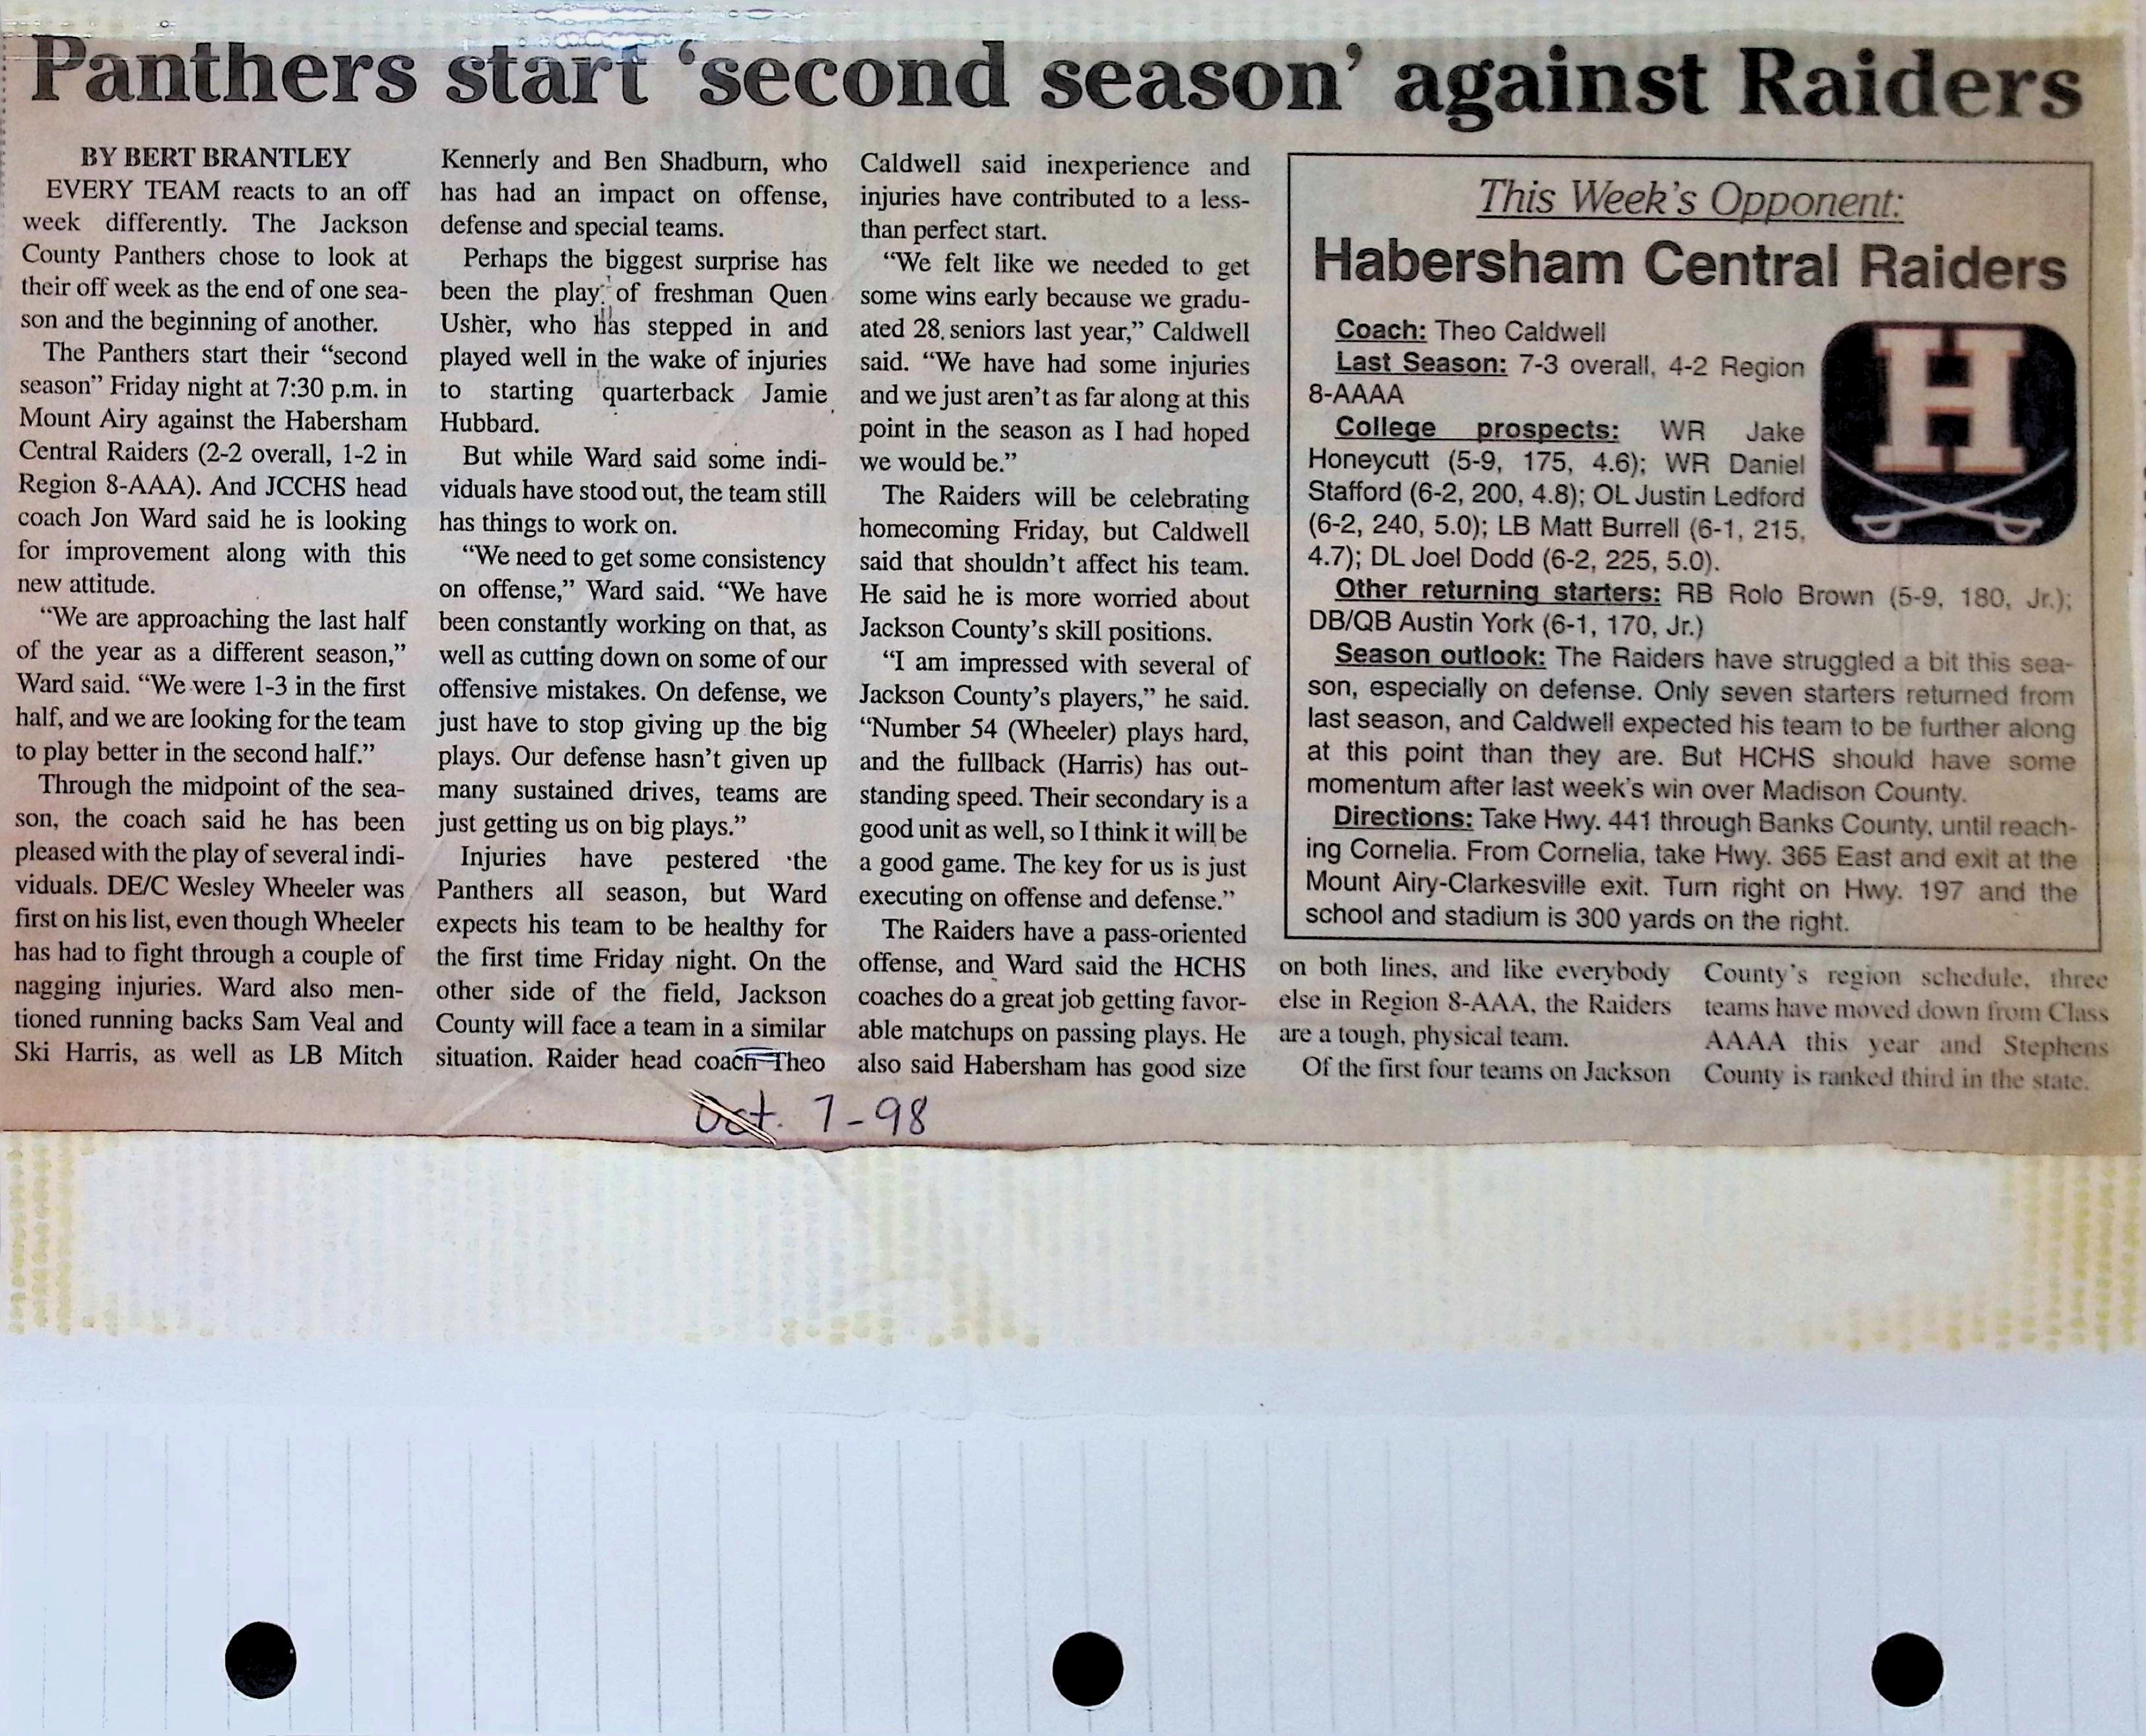 Panthers start ‘second season’ against Raiders
BY BERT BRANTLEY
EVERY TEAM reacts to an off
week differently. The Jackson
County Panthers chose to look at
their off week as the end of one sea-
son and the beginning of another.
The Panthers start their “second
season” Friday night at 7:30 p.m. in
Mount Airy against the Habersham
Central Raiders (2-2 overall, 1-2 in
Region 8-AAA). And JCCHS head
coach Jon Ward said he is looking
for improvement along with this
new attitude.
“We are approaching the last half
of the year as a different season,”
Ward said. “We were 1-3 in the first
half, and we are looking for the team
to play better in the second half.”
Through the midpoint of the sea-
son, the coach said he has been
pleased with the play of several indi-
viduals. DE/C Wesley Wheeler was
first on his list, even though Wheeler
has had to fight through a couple of
nagging injuries. Ward also men-
tioned running backs Sam Veal and
Ski Harris, as well as LB Mitch
Kennerly and Ben Shadburn, who
has had an impact on offense,
defense and special teams.
Perhaps the biggest surprise has
been the play of freshman Quen
Usher, who has stepped in and
played well in the wake of injuries
to starting quarterback Jamie
Hubbard.
But while Ward said some indi-
viduals have stood out, the team still
has things to work on.
“We need to get some consistency
on offense,” Ward said. “We have
been constantly working on that, as
well as cutting down on some of our
offensive mistakes. On defense, we
just have to stop giving up the big
plays. Our defense hasn’t given up
many sustained drives, teams are
just getting us on big plays.”
Injuries have pestered the
Panthers all season, but Ward
expects his team to be healthy for
the first time Friday night. On the
other side of the field, Jackson
County will face a team in a similar
situation. Raider head coach Theo
Caldwell said inexperience and
injuries have contributed to a less-
than perfect start.
“We felt like we needed to get
some wins early because we gradu-
ated 28 seniors last year,” Caldwell
said. “We have had some injuries
and we just aren’t as far along at this
point in the season as I had hoped
we would be.”
The Raiders will be celebrating
homecoming Friday, but Caldwell
said that shouldn’t affect his team.
He said he is more worried about
Jackson County’s skill positions.
“I am impressed with several of
Jackson County’s players,” he said.
“Number 54 (Wheeler) plays hard,
and the fullback (Harris) has out-
standing speed. Their secondary is a
good unit as well, so I think it will be
a good game. The key for us is just
executing on offense and defense.”
The Raiders have a pass-oriented
offense, and Ward said the HCHS
coaches do a great job getting favor-
able matchups on passing plays. He
also said Habersham has good size
on both lines, and like everybody
else in Region 8-AAA, the Raiders
are a tough, physical team.
Of the first four teams on Jackson
County’s region schedule, three
teams have moved down from Class
AAAA this year and Stephens
County is ranked third in the state.
This Week’s Opponent:
Habersham Central Raiders
Coach: Theo Caldwell
Last Season: 7-3 overall, 4-2 Region
8-AAAA
College prospects: WR Jake
Honeycutt (5-9, 175, 4.6); WR Daniel
Stafford (6-2, 200, 4.8); OL Justin Ledford
(6-2, 240, 5.0); LB Matt Burrell (6-1, 215,
4.7); DL Joel Dodd (6-2, 225, 5.0).
Other returning starters: RB Rolo Brown (5-9, 180, Jr.);
DB/QB Austin York (6-1, 170, Jr.)
Season outlook: The Raiders have struggled a bit this sea-
son, especially on defense. Only seven starters returned from
last season, and Caldwell expected his team to be further along
at this point than they are. But HCHS should have some
momentum after last week’s win over Madison County.
Directions: Take Hwy. 441 through Banks County, until reach-
ing Cornelia. From Cornelia, take Hwy. 365 East and exit at the
Mount Airy-Clarkesville exit. Turn right on Hwy. 197 and the
school and stadium is 300 yards on the right.
H
Oct. 7-98